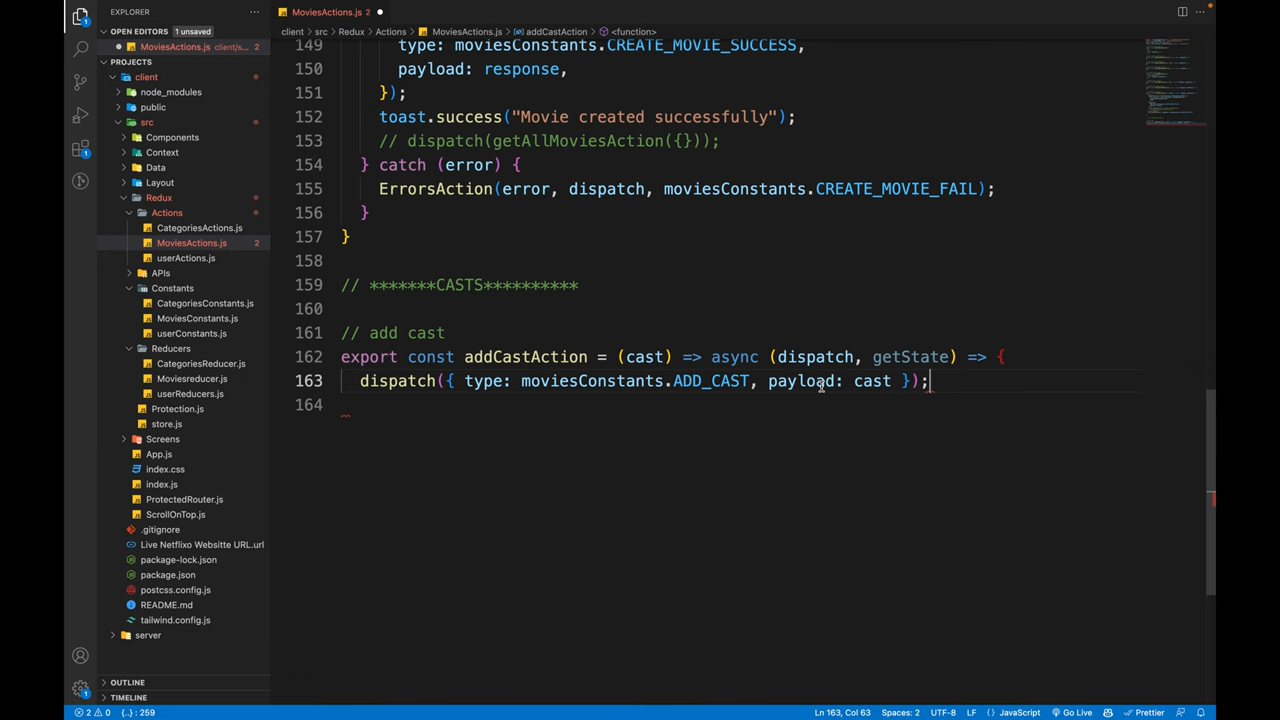 MoviesActions.js 2 ●
EXPLORER
OPEN EDITORS 1 unsaved
MoviesActions.js client/s... 2
PROJECTS
client
node_modules
public
src
Components
Context
Data
Layout
Redux
Actions
CategoriesActions.js
MoviesActions.js 2
userActions.js
APIs
Constants
CategoriesConstants.js
MoviesConstants.js
userConstants.js
Reducers
CategoriesReducer.js
Moviesreducer.js
userReducers.js
Protection.js
store.js
Screens
App.js
index.css
index.js
ProtectedRouter.js
ScrollOnTop.js
.gitignore
Live Netflixo Websitte URL.url
package-lock.json
package.json
postcss.config.js
README.md
tailwind.config.js
server
OUTLINE
TIMELINE
client > src > Redux > Actions > MoviesActions.js > addCastAction > <function>
149 type: moviesConstants.CREATE_MOVIE_SUCCESS,
150 payload: response,
151 });
152 toast.success("Movie created successfully");
153 // dispatch(getAllMoviesAction({}));
154 } catch (error) {
155 ErrorsAction(error, dispatch, moviesConstants.CREATE_MOVIE_FAIL);
156 }
157 }
158
159 // *******CASTS**********
160
161 // add cast
162 export const addCastAction = (cast) => async (dispatch, getState) => {
163 dispatch({ type: moviesConstants.ADD_CAST, payload: cast });
164
2 0 {..} : 259 Ln 163, Col 63 Spaces: 2 UTF-8 LF {} JavaScript Go Live Prettier